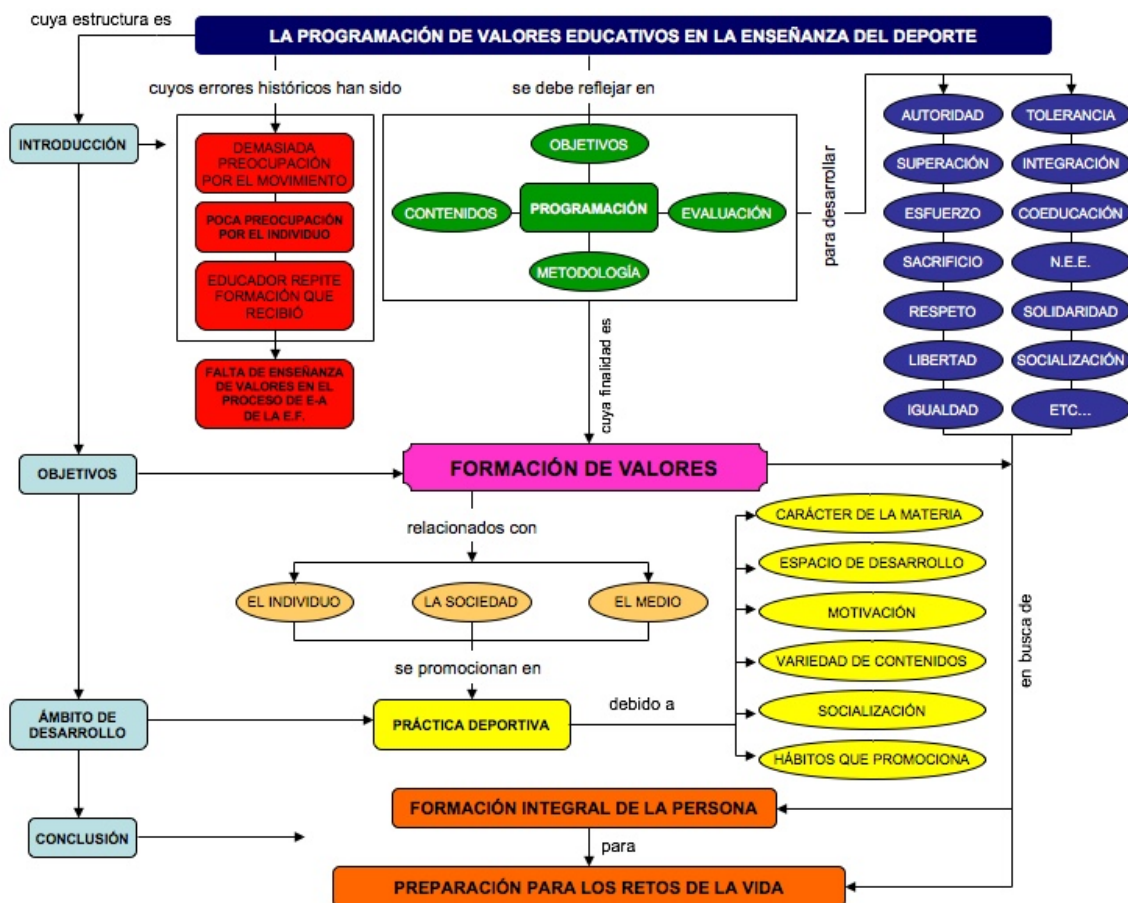 cuya estructura es
LA PROGRAMACIÓN DE VALORES EDUCATIVOS EN LA ENSEÑANZA DEL DEPORTE
cuyos errores históricos han sido
se debe reflejar en
INTRODUCCIÓN
DEMASIADA
PREOCUPACIÓN
POR EL MOVIMIENTO
POCA PREOCUPACIÓN
POR EL INDIVIDUO
EDUCADOR REPITE
FORMACIÓN QUE
RECIBIÓ
FALTA DE ENSEÑANZA
DE VALORES EN EL
PROCESO DE E-A
DE LA E.F.
OBJETIVOS
CONTENIDOS
PROGRAMACIÓN
EVALUACIÓN
METODOLOGÍA
para desarrollar
AUTORIDAD
TOLERANCIA
SUPERACIÓN
INTEGRACIÓN
ESFUERZO
COEDUCACIÓN
SACRIFICIO
N.E.E.
RESPETO
SOLIDARIDAD
LIBERTAD
SOCIALIZACIÓN
IGUALDAD
ETC...
cuya finalidad es
OBJETIVOS
FORMACIÓN DE VALORES
relacionados con
EL INDIVIDUO
LA SOCIEDAD
EL MEDIO
se promocionan en
ÁMBITO DE
DESARROLLO
PRÁCTICA DEPORTIVA
debido a
CARÁCTER DE LA MATERIA
ESPACIO DE DESARROLLO
MOTIVACIÓN
VARIEDAD DE CONTENIDOS
SOCIALIZACIÓN
HÁBITOS QUE PROMOCIONA
en busca de
CONCLUSIÓN
FORMACIÓN INTEGRAL DE LA PERSONA
para
PREPARACIÓN PARA LOS RETOS DE LA VIDA